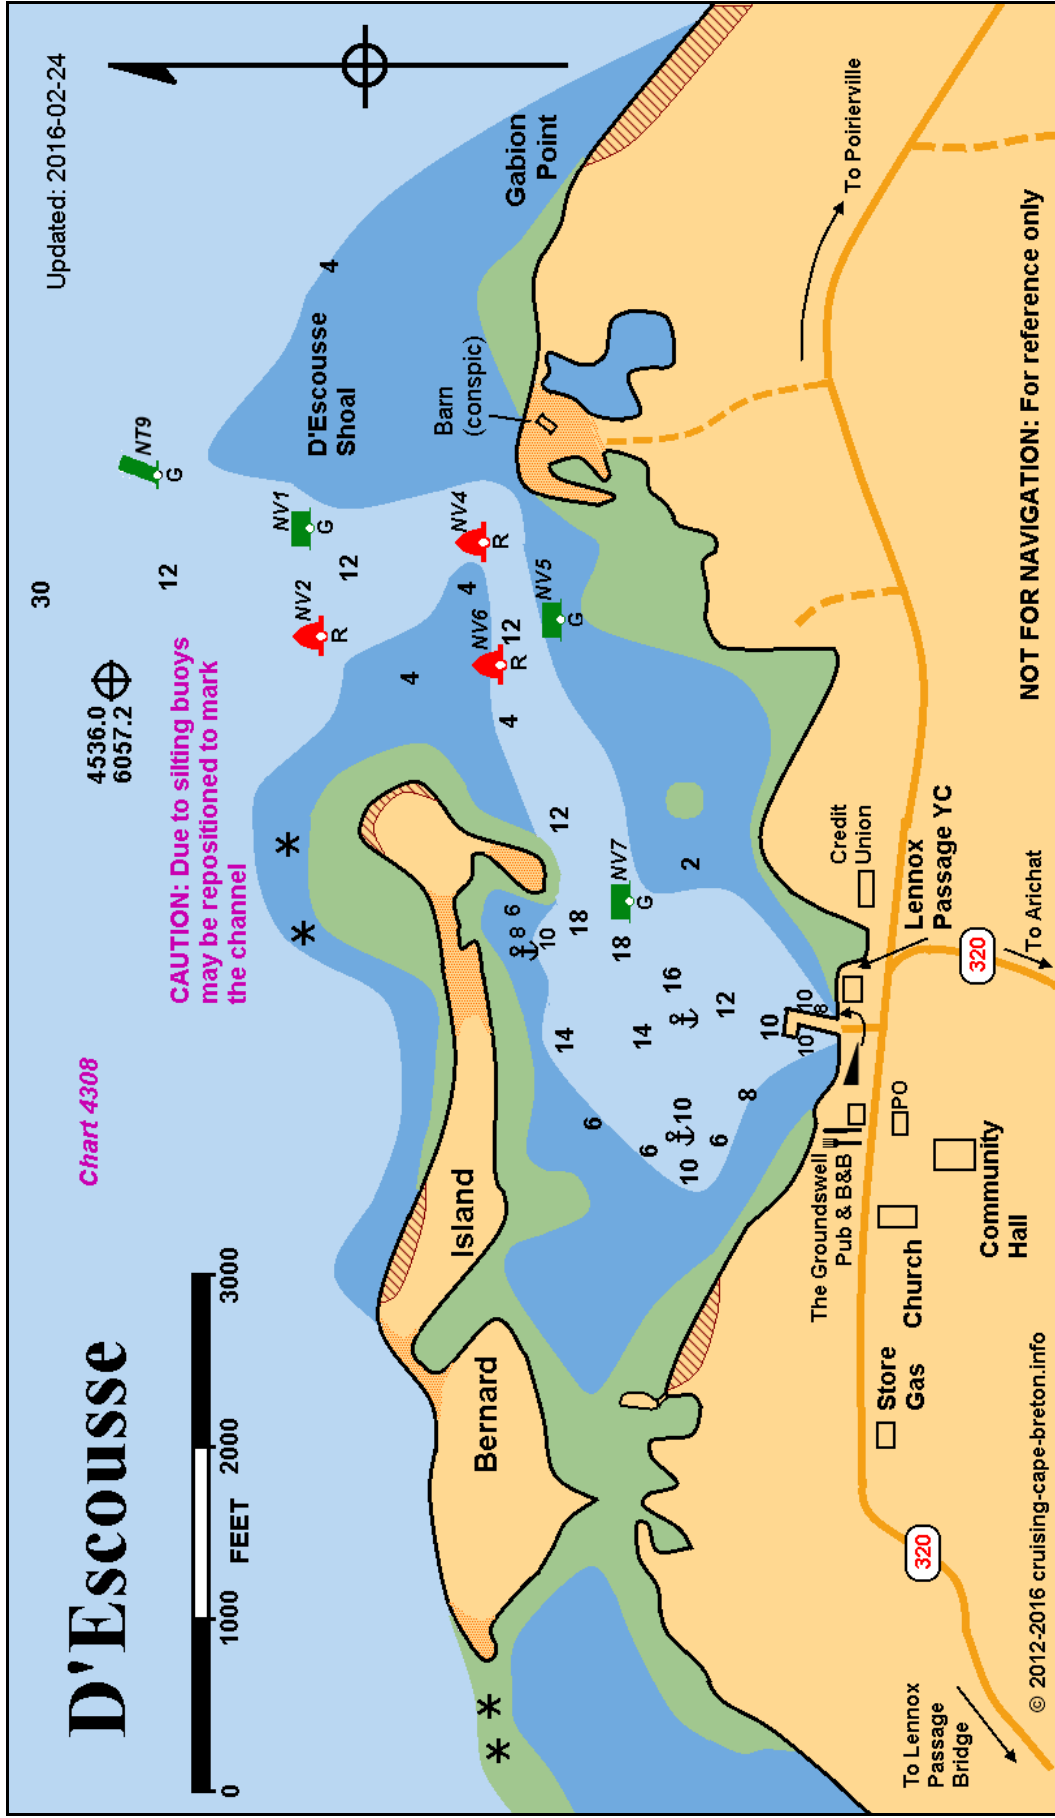 D'Escousse
0
1000
2000
3000
FEET
Chart 4308
CAUTION: Due to silting buoys
may be repositioned to mark
the channel
4536.0
6057.2
Updated: 2016-02-24
30
12
NT9
G
NV1
G
12
NV2
R
D'Escousse
Shoal
4
Gabion
Point
Barn
(conspic)
NV4
R
4
NV6
R
12
NV5
G
4
4
12
NV7
G
2
6
8
10
18
18
16
14
14
12
10
10
10
8
6
6
10
10
6
8
Island
Bernard
The Groundswell
Pub & B&B
PO
Credit
Union
Lennox
Passage YC
320
To Arichat
To Poirierville
Community
Hall
Church
Store
Gas
320
To Lennox
Passage
Bridge
© 2012-2016 cruising-cape-breton.info
NOT FOR NAVIGATION: For reference only